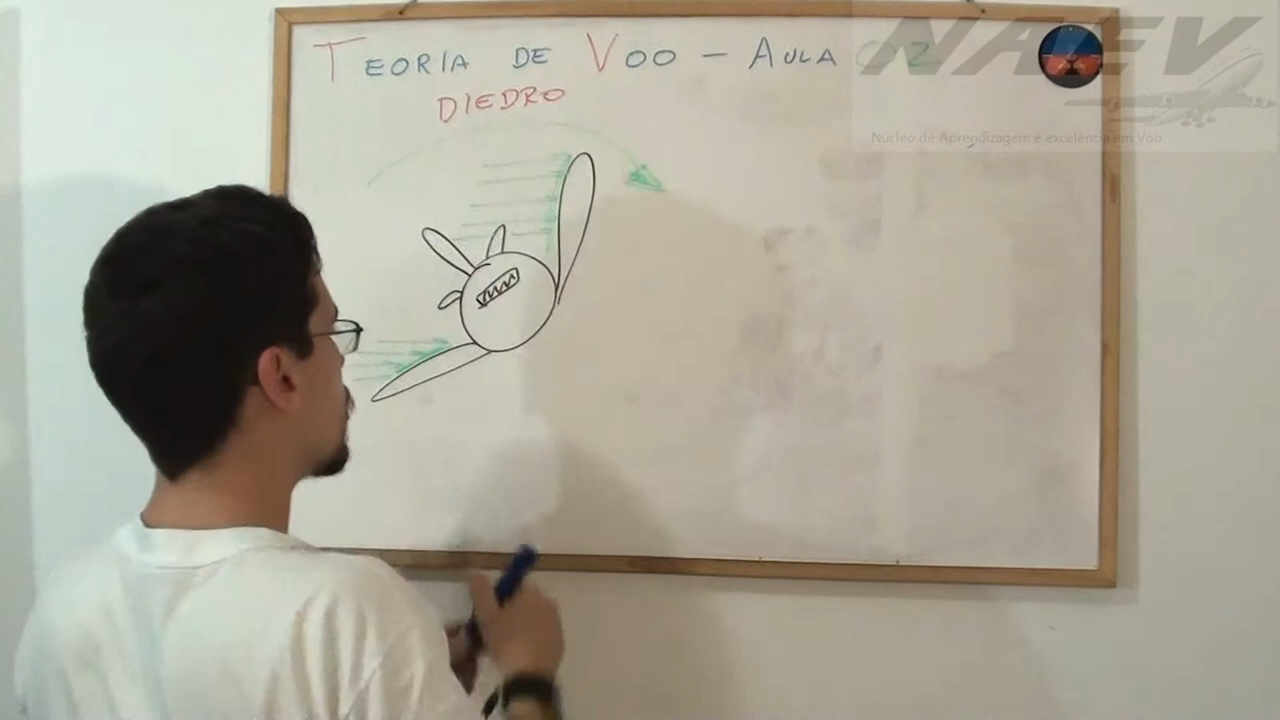 TEORIA DE VOO - AULA 02
NAEV
DIEDRO
Núcleo de Aprendizagem e excelência em Voo